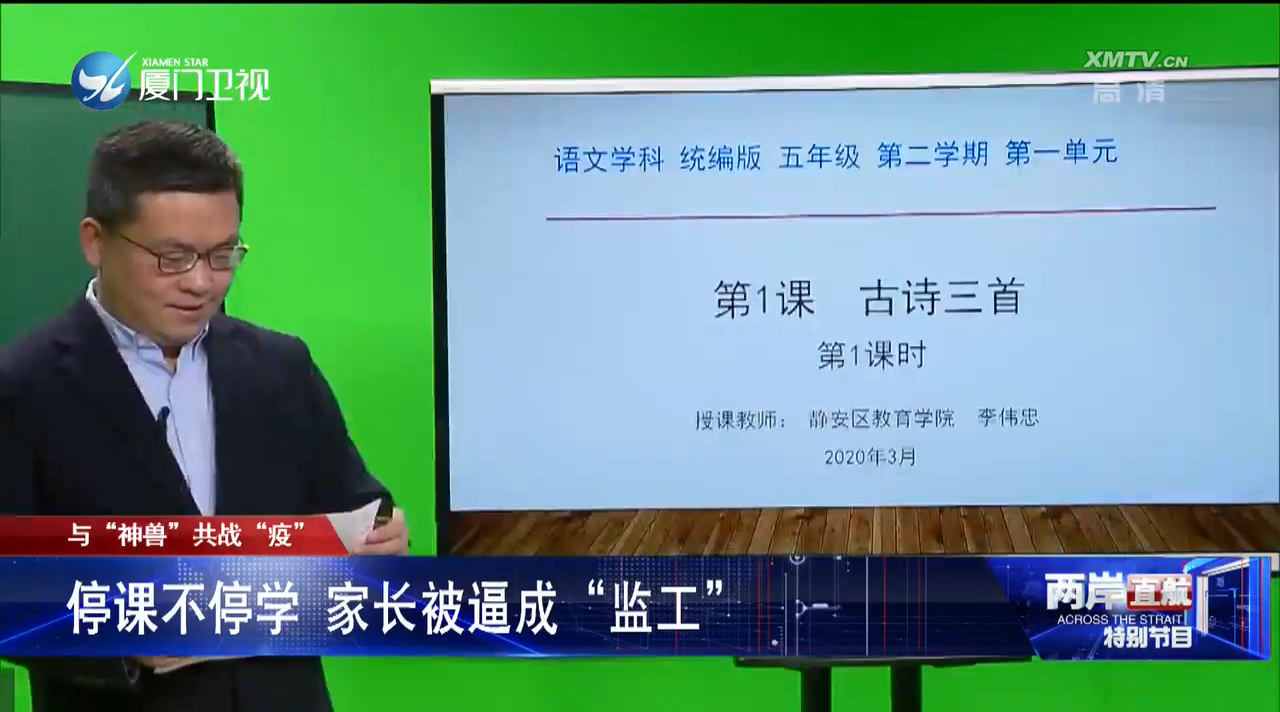 XIAMEN STAR
厦门卫视
XMTV.CN
高清
语文学科 统编版 五年级 第二学期 第一单元
第1课 古诗三首
第1课时
授课教师： 静安区教育学院 李伟忠
2020年3月
与“神兽”共战“疫”
停课不停学 家长被逼成“监工”
两岸直航
ACROSS THE STRAIT
特别节目